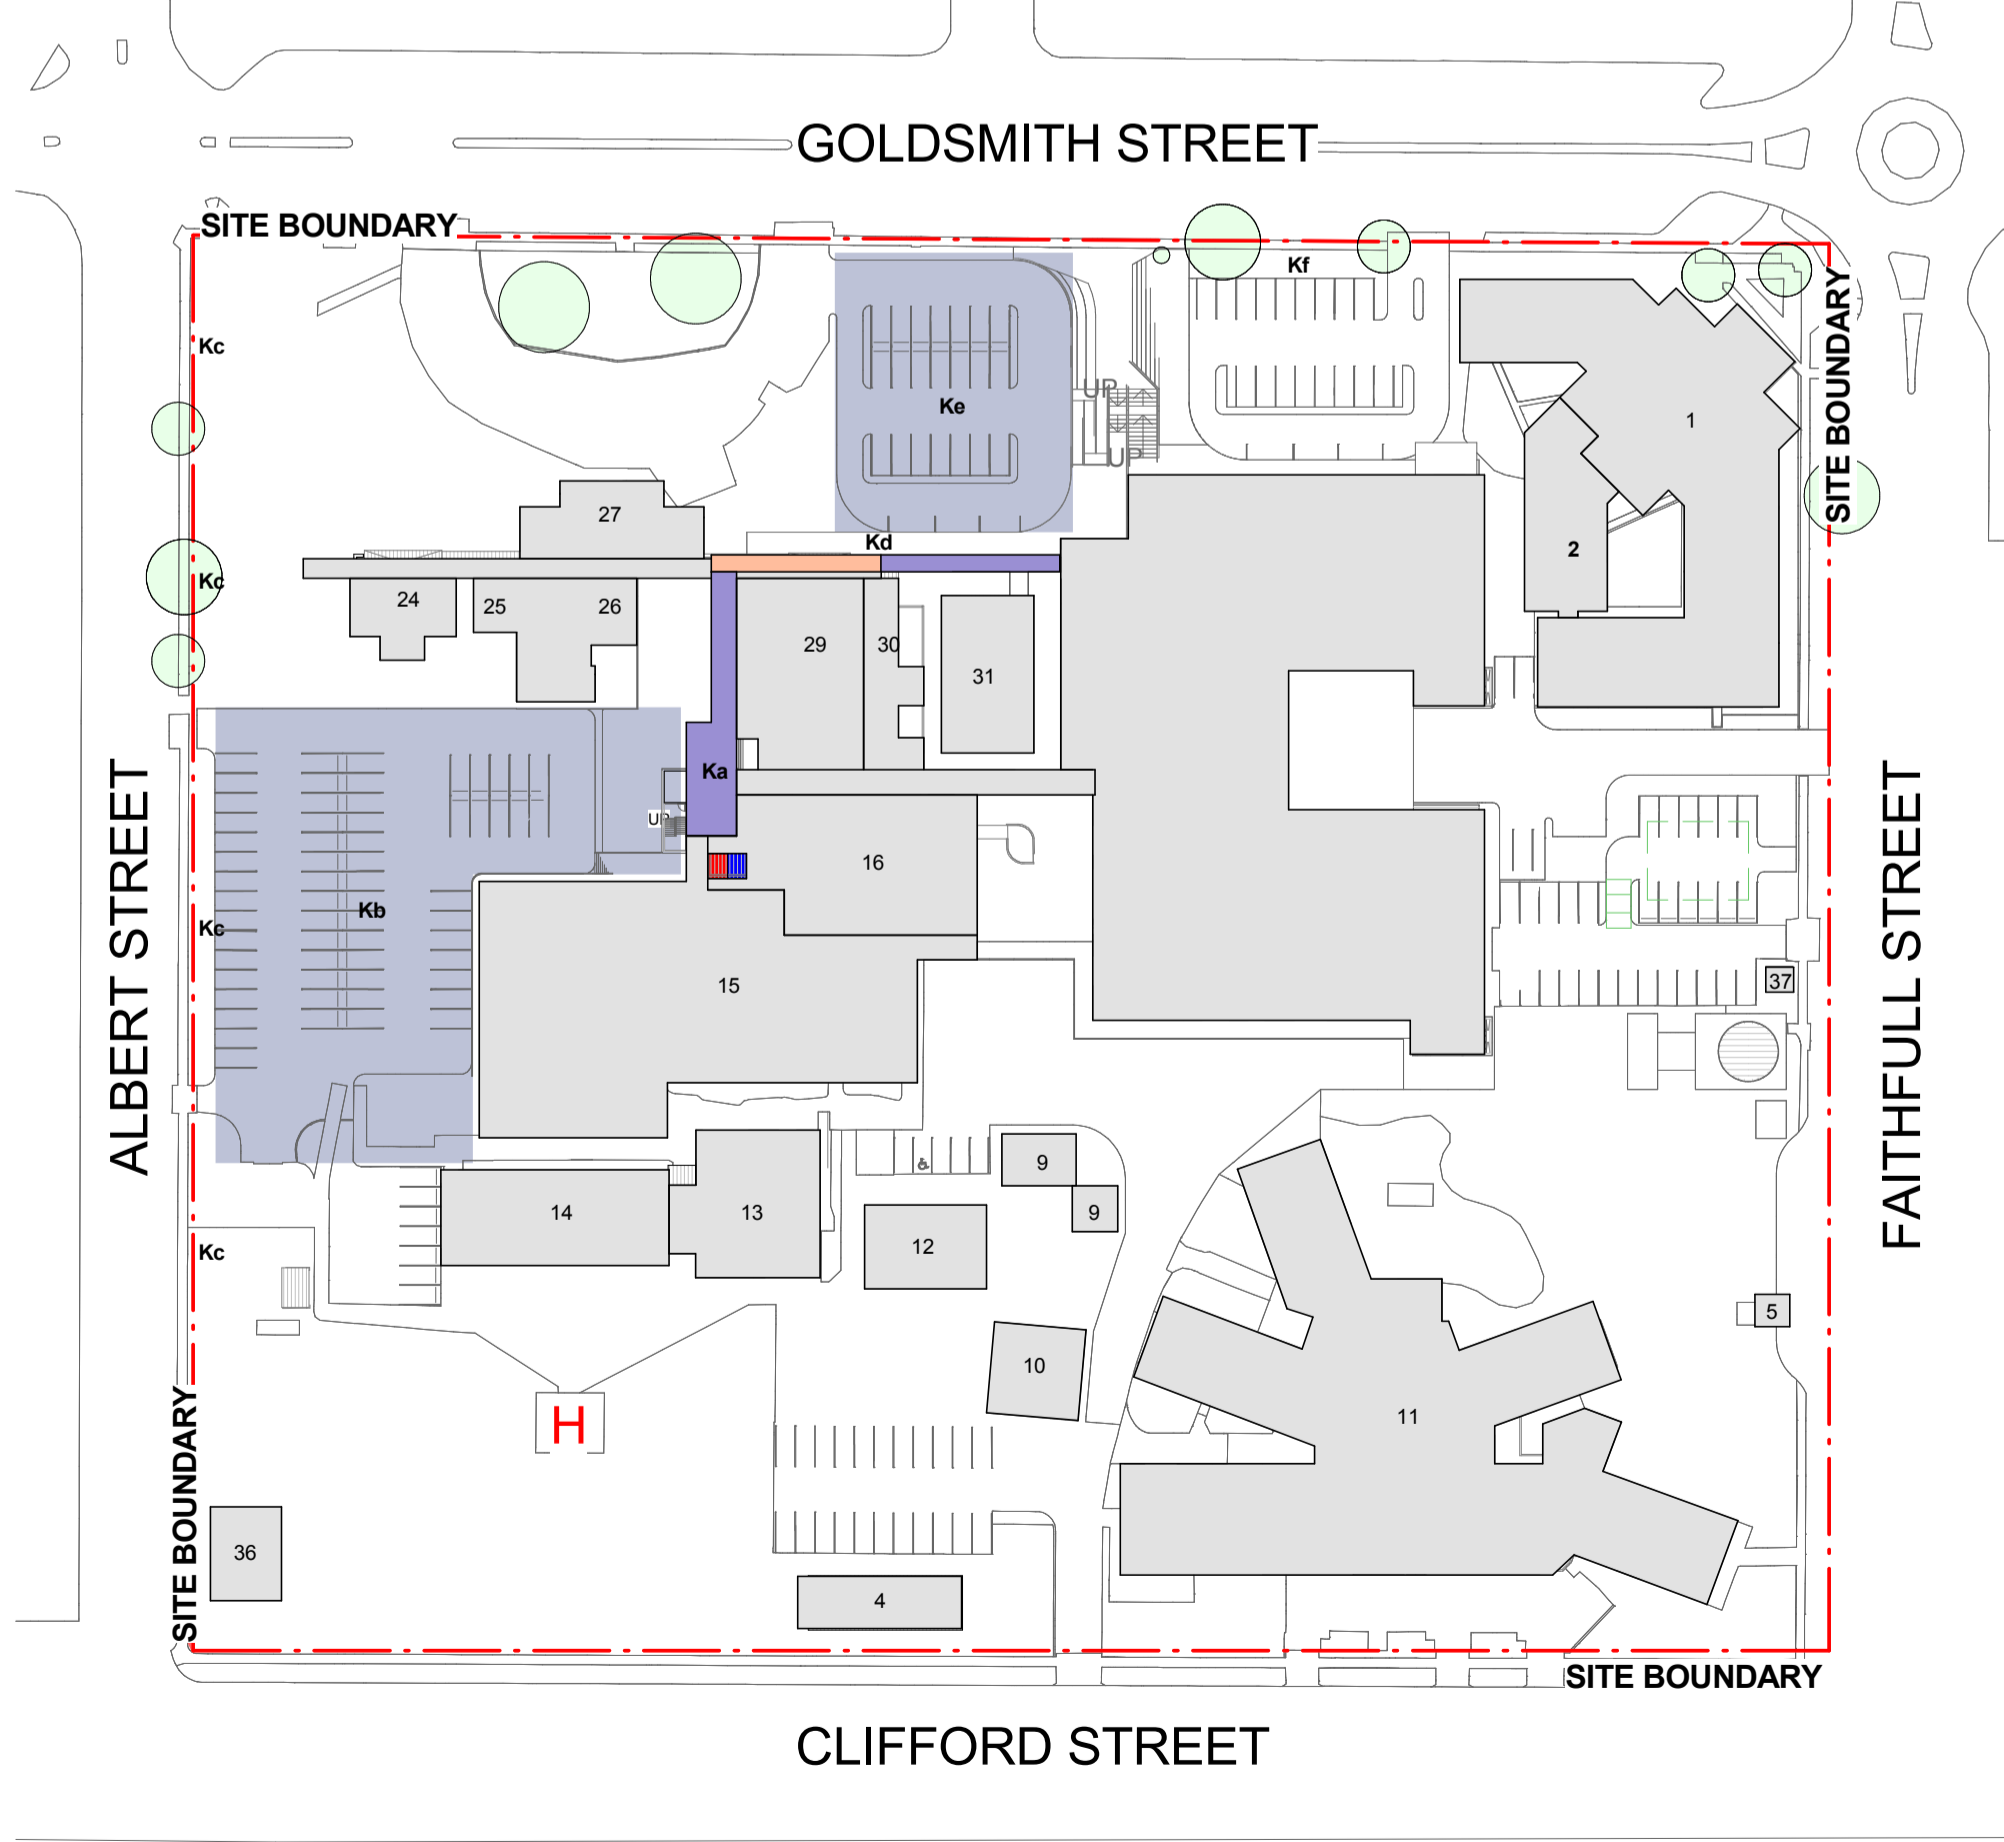 GOLDSMITH STREET
SITE BOUNDARY
Kf
SITE BOUNDARY
Kc
UP
Ke
1
UP
27
Kd
2
Kc
24
25
26
29
30
31
Ka
ALBERT STREET
FAITHFULL STREET
UP
16
Kb
Kc
15
37
9
14
13
9
12
Kc
5
10
11
H
SITE BOUNDARY
36
4
SITE BOUNDARY
CLIFFORD STREET